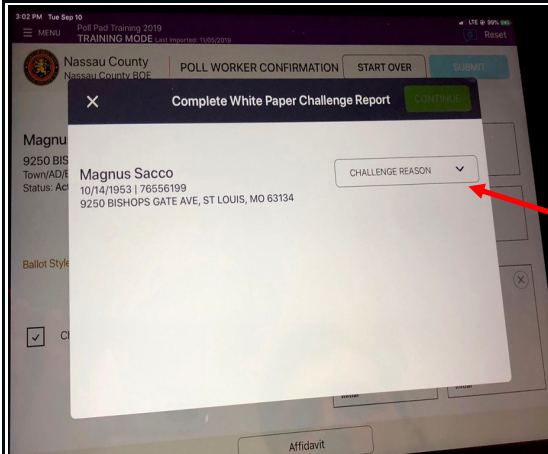 3:02 PM Tue Sep 10
LTE 99%
MENU
Poll Pad Training 2019
TRAINING MODE Last Imported: 11/05/2019
Reset
Nassau County
Nassau County BOE
POLL WORKER CONFIRMATION
START OVER
SUBMIT
Complete White Paper Challenge Report
CONTINUE
Magnu
9250 BIS
Town/AD/E
Status: Act
Magnus Sacco
10/14/1953 | 76556199
9250 BISHOPS GATE AVE, ST LOUIS, MO 63134
CHALLENGE REASON
Ballot Style
Affidavit